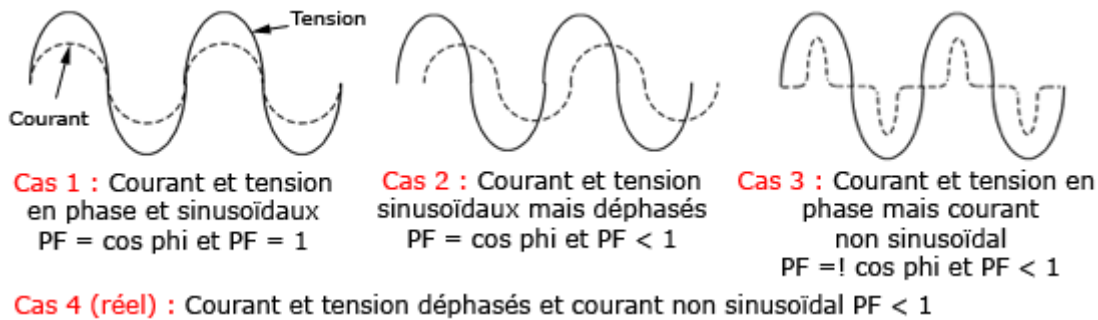 Tension
Courant
Cas 1 : Courant et tension
en phase et sinusoïdaux
PF = cos phi et PF = 1
Cas 2 : Courant et tension
sinusoïdaux mais déphasés
PF = cos phi et PF < 1
Cas 3 : Courant et tension en
phase mais courant
non sinusoïdal
PF =! cos phi et PF < 1
Cas 4 (réel) : Courant et tension déphasés et courant non sinusoïdal PF < 1